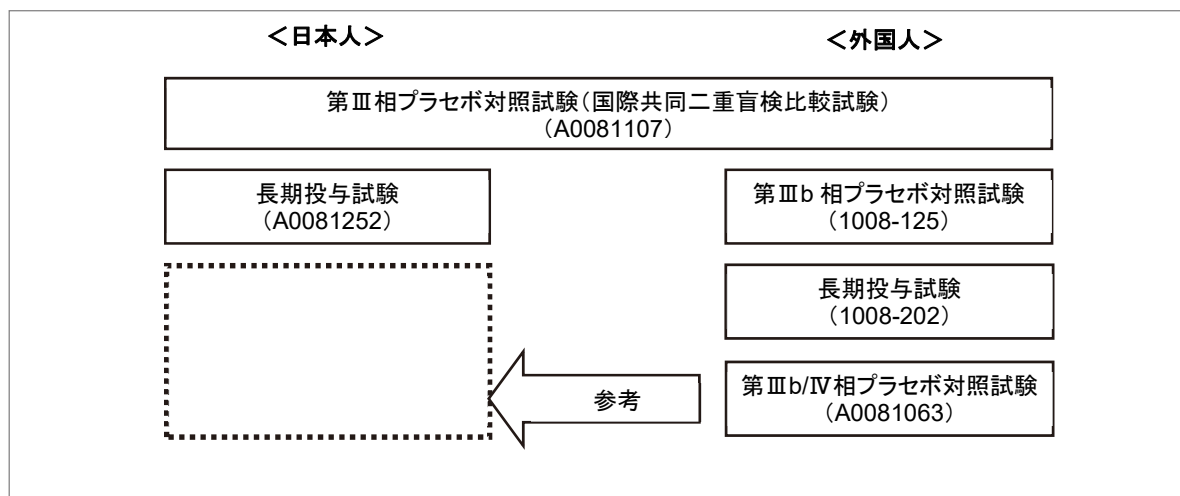 ＜日本人＞
＜外国人＞
第Ⅲ相プラセボ対照試験（国際共同二重盲検比較試験）
（A0081107）
長期投与試験
（A0081252）
第Ⅲb 相プラセボ対照試験
（1008-125）
長期投与試験
（1008-202）
参考
第Ⅲb/Ⅳ相プラセボ対照試験
（A0081063）